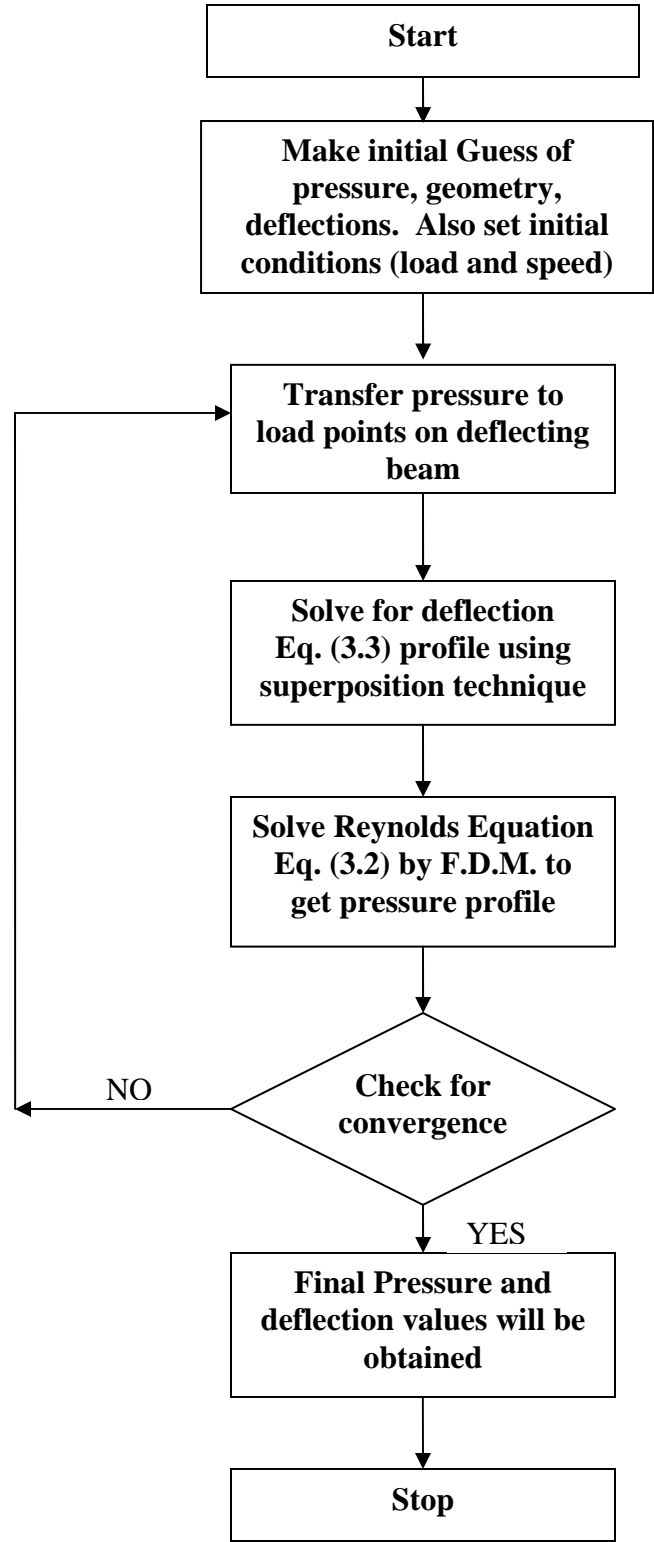 Start
Make initial Guess of
pressure, geometry,
deflections. Also set initial
conditions (load and speed)
Transfer pressure to
load points on deflecting
beam
Solve for deflection
Eq. (3.3) profile using
superposition technique
Solve Reynolds Equation
Eq. (3.2) by F.D.M. to
get pressure profile
NO
Check for
convergence
YES
Final Pressure and
deflection values will be
obtained
Stop